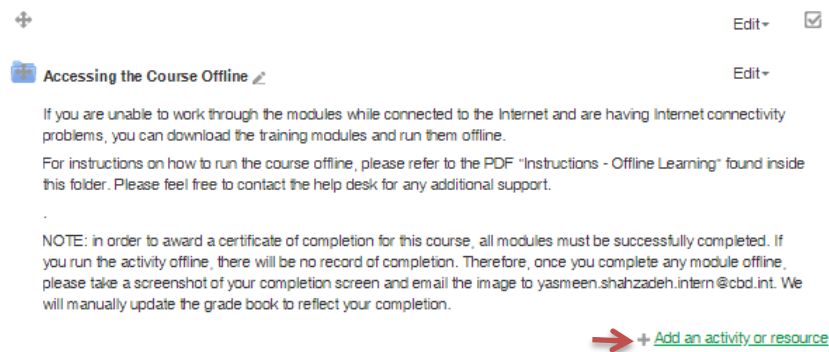 Edit
Accessing the Course Offline
Edit
If you are unable to work through the modules while connected to the Internet and are having Internet connectivity
problems, you can download the training modules and run them offline.
For instructions on how to run the course offline, please refer to the PDF "Instructions - Offline Learning" found inside
this folder. Please feel free to contact the help desk for any additional support.
.
NOTE: in order to award a certificate of completion for this course, all modules must be successfully completed. If
you run the activity offline, there will be no record of completion. Therefore, once you complete any module offline,
please take a screenshot of your completion screen and email the image to yasmeen.shahzadeh.intern@cbd.int. We
will manually update the grade book to reflect your completion.
Add an activity or resource